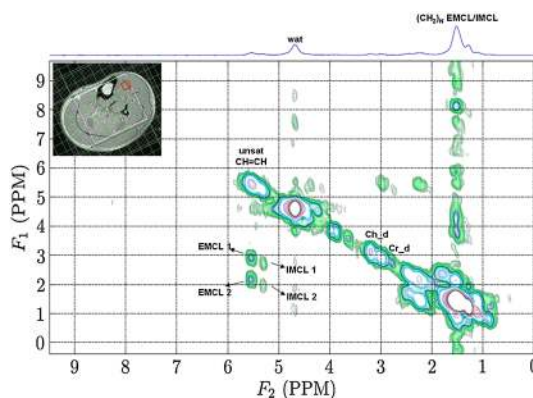 (CH₂)ₙ EMCL/IMCL
wat
9
8
7
6
5
4
3
2
1
0
F₁ (PPM)
unsat
CH=CH
Ch_d
Cr_d
EMCL 1
IMCL 1
EMCL 2
IMCL 2
9 8 7 6 5 4 3 2 1 0
F₂ (PPM)